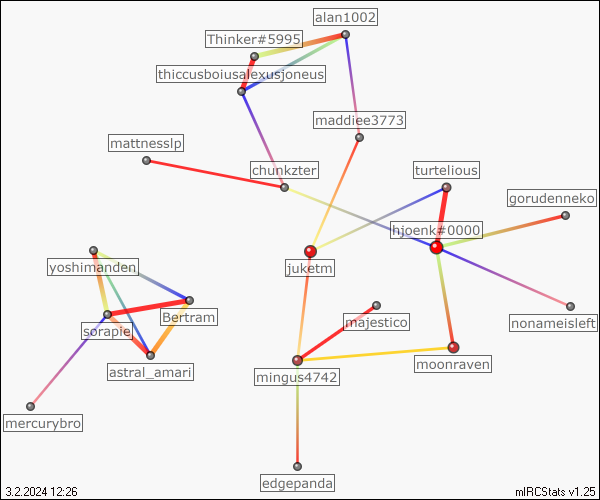 alan1002
Thinker#5995
thiccusboiusalexusjoneus
maddiee3773
mattnesslp
chunkzter
turtelious
gorudenneko
hjoenk#0000
yoshimanden
juketm
Bertram
majestico
nonameisleft
sorapiej
astral_amari
mingus4742
moonraven
mercurybro
edgepanda
3.2.2024 12:26
mIRCStats v1.25